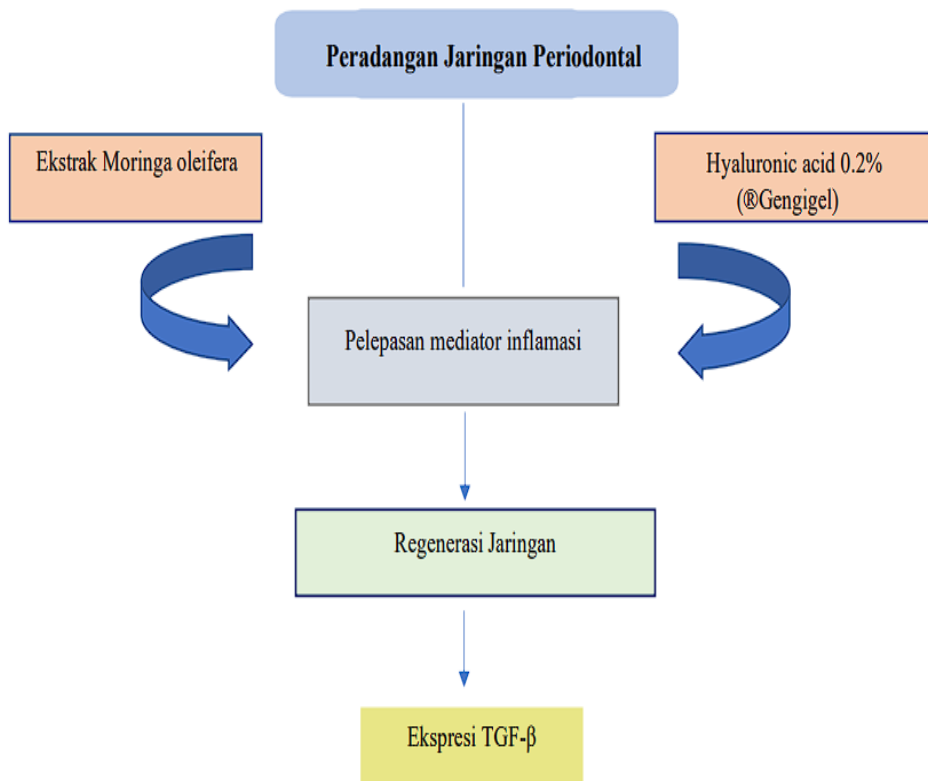 Peradangan Jaringan Periodontal
Ekstrak Moringa oleifera
Hyaluronic acid 0.2%
(®Gengigel)
Pelepasan mediator inflamasi
Regenerasi Jaringan
Ekspresi TGF-β